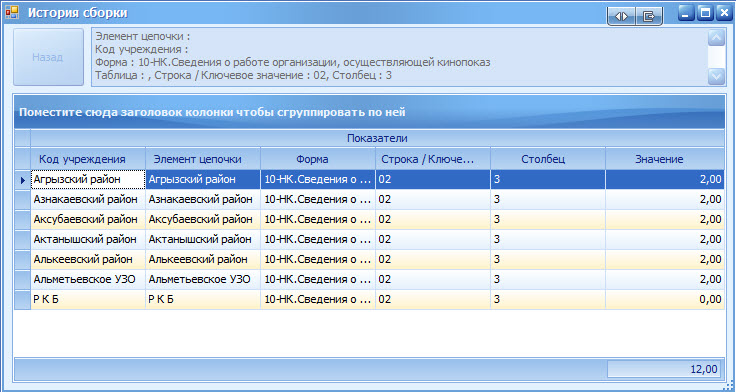 История сборки
Назад
Элемент цепочки :
Код учреждения :
Форма : 10-НК.Сведения о работе организации, осуществляющей кинопоказ
Таблица : , Строка / Ключевое значение : 02, Столбец : 3
Поместите сюда заголовок колонки чтобы сгруппировать по ней
Показатели
Код учреждения Элемент цепочки Форма Строка / Ключе... Столбец Значение
Агрызский район Агрызский район 10-НК.Сведения о ... 02 3 2,00
Азнакаевский район Азнакаевский район 10-НК.Сведения о ... 02 3 2,00
Аксубаевский район Аксубаевский район 10-НК.Сведения о ... 02 3 2,00
Актанышский район Актанышский район 10-НК.Сведения о ... 02 3 2,00
Алькеевский район Алькеевский район 10-НК.Сведения о ... 02 3 2,00
Альметьевское УЗО Альметьевское УЗО 10-НК.Сведения о ... 02 3 2,00
Р К Б Р К Б 10-НК.Сведения о ... 02 3 0,00
12,00